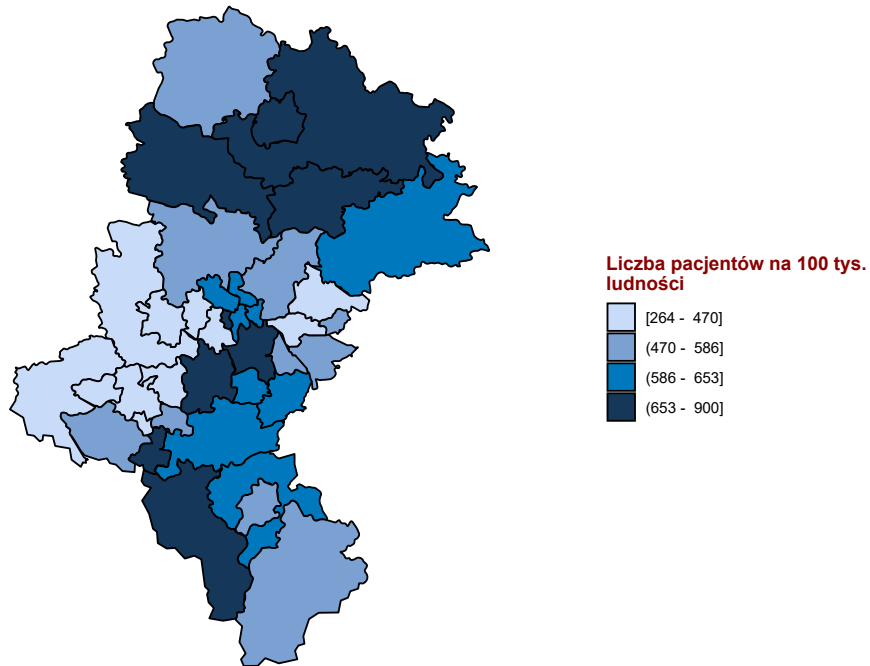 Liczba pacjentów na 100 tys.
ludności
[264 - 470]
(470 - 586]
(586 - 653]
(653 - 900]